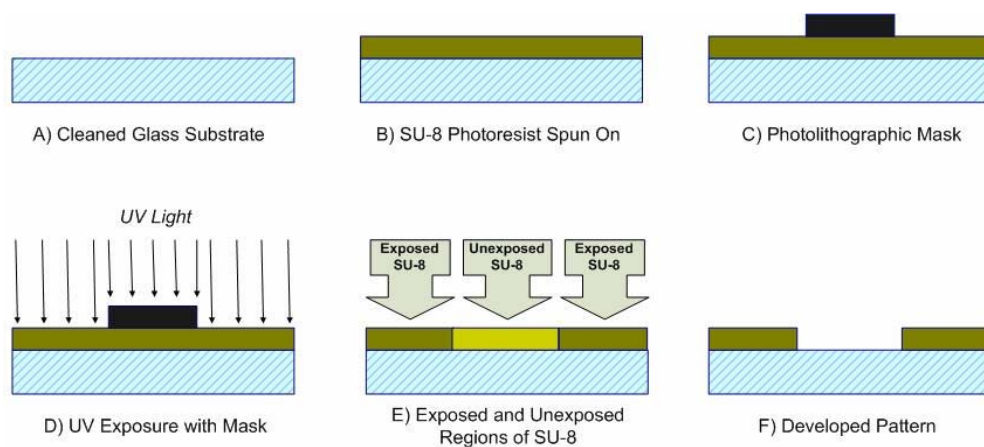 A) Cleaned Glass Substrate
B) SU-8 Photoresist Spun On
C) Photolithographic Mask
UV Light
D) UV Exposure with Mask
Exposed
SU-8
Unexposed
SU-8
Exposed
SU-8
E) Exposed and Unexposed
Regions of SU-8
F) Developed Pattern